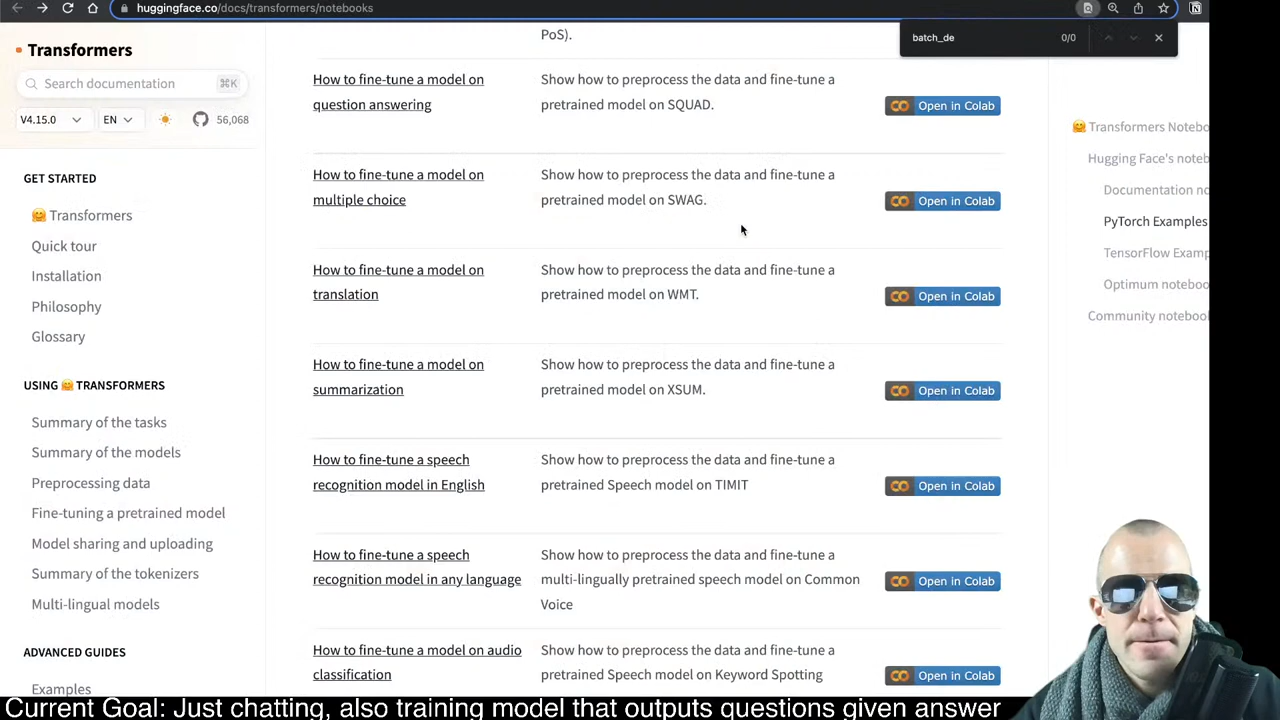 huggingface.co/docs/transformers/notebooks
batch_de
0/0
Transformers
Search documentation
⌘K
V4.15.0
EN
56,068
GET STARTED
🤗 Transformers
Quick tour
Installation
Philosophy
Glossary
USING 🤗 TRANSFORMERS
Summary of the tasks
Summary of the models
Preprocessing data
Fine-tuning a pretrained model
Model sharing and uploading
Summary of the tokenizers
Multi-lingual models
ADVANCED GUIDES
Examples
PoS).
How to fine-tune a model on
question answering
Show how to preprocess the data and fine-tune a
pretrained model on SQUAD.
Open in Colab
How to fine-tune a model on
multiple choice
Show how to preprocess the data and fine-tune a
pretrained model on SWAG.
Open in Colab
How to fine-tune a model on
translation
Show how to preprocess the data and fine-tune a
pretrained model on WMT.
Open in Colab
How to fine-tune a model on
summarization
Show how to preprocess the data and fine-tune a
pretrained model on XSUM.
Open in Colab
How to fine-tune a speech
recognition model in English
Show how to preprocess the data and fine-tune a
pretrained Speech model on TIMIT
Open in Colab
How to fine-tune a speech
recognition model in any language
Show how to preprocess the data and fine-tune a
multi-lingually pretrained speech model on Common
Voice
Open in Colab
How to fine-tune a model on audio
classification
Show how to preprocess the data and fine-tune a
pretrained Speech model on Keyword Spotting
Open in Colab
🤗 Transformers Notebo
Hugging Face's noteb
Documentation no
PyTorch Examples
TensorFlow Examp
Optimum noteboo
Community notebook
Current Goal: Just chatting, also training model that outputs questions given answer